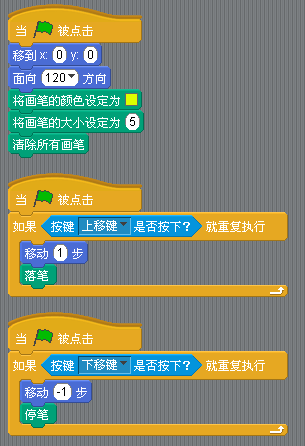 当 被点击
移到 x: 0 y: 0
面向 120 方向
将画笔的颜色设定为
将画笔的大小设定为 5
清除所有画笔
当 被点击
如果 按键 上移键 是否按下? 就重复执行
移动 1 步
落笔
当 被点击
如果 按键 下移键 是否按下? 就重复执行
移动 -1 步
停笔